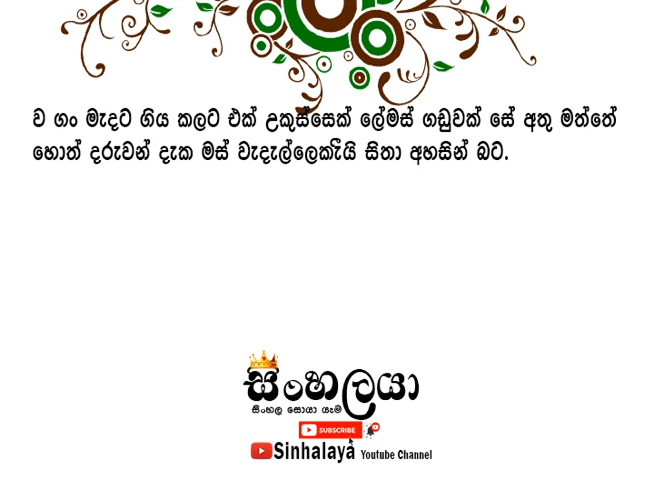 ව ගං මැදට ගිය කලට එක් උකුස්සෙක් ලේමස් ගඩුවක් සේ අතු මත්තේ
හොත් දරුවන් දැක මස් වැදැල්ලෙකැයි සිතා අහසින් බට.
සිංහලයා
සිංහල සොයා යෑම
SUBSCRIBE
Sinhalaya Youtube Channel